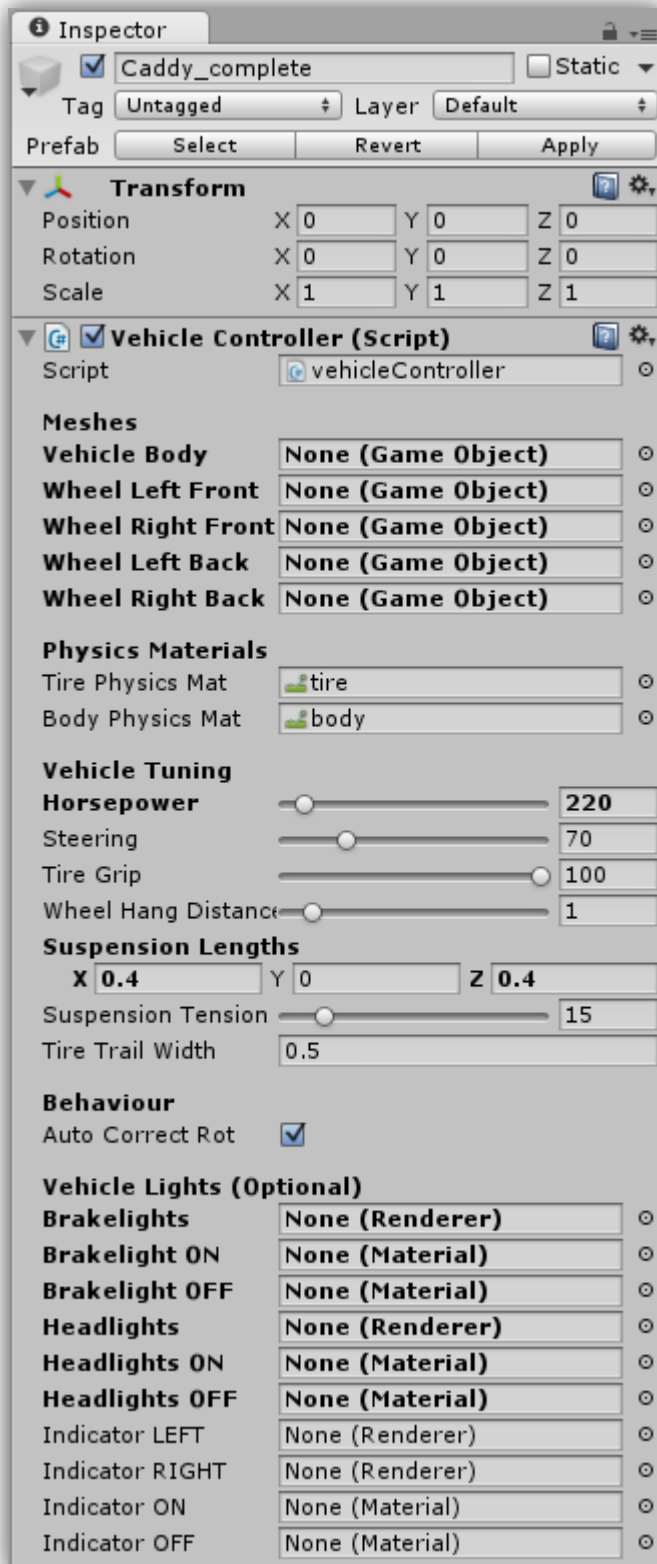 Inspector
Caddy_complete Static
Tag Untagged Layer Default
Prefab Select Revert Apply
Transform
Position X 0 Y 0 Z 0
Rotation X 0 Y 0 Z 0
Scale X 1 Y 1 Z 1
Vehicle Controller (Script)
Script vehicleController
Meshes
Vehicle Body None (Game Object)
Wheel Left Front None (Game Object)
Wheel Right Front None (Game Object)
Wheel Left Back None (Game Object)
Wheel Right Back None (Game Object)
Physics Materials
Tire Physics Mat tire
Body Physics Mat body
Vehicle Tuning
Horsepower 220
Steering 70
Tire Grip 100
Wheel Hang Distance 1
Suspension Lengths
X 0.4 Y 0 Z 0.4
Suspension Tension 15
Tire Trail Width 0.5
Behaviour
Auto Correct Rot
Vehicle Lights (Optional)
Brakelights None (Renderer)
Brakelight ON None (Material)
Brakelight OFF None (Material)
Headlights None (Renderer)
Headlights ON None (Material)
Headlights OFF None (Material)
Indicator LEFT None (Renderer)
Indicator RIGHT None (Renderer)
Indicator ON None (Material)
Indicator OFF None (Material)